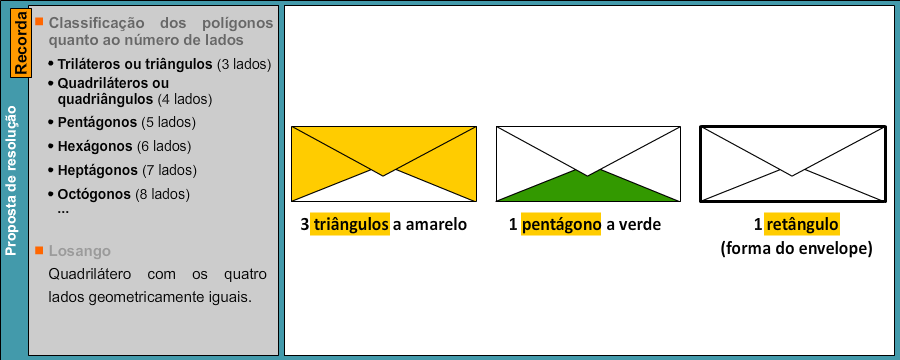 Proposta de resolução
Recorda
Classificação dos polígonos
quanto ao número de lados
• Triláteros ou triângulos (3 lados)
• Quadriláteros ou
quadriângulos (4 lados)
• Pentágonos (5 lados)
• Hexágonos (6 lados)
• Heptágonos (7 lados)
• Octógonos (8 lados)
...
Losango
Quadrilátero com os quatro
lados geometricamente iguais.
3 triângulos a amarelo
1 pentágono a verde
1 retângulo
(forma do envelope)